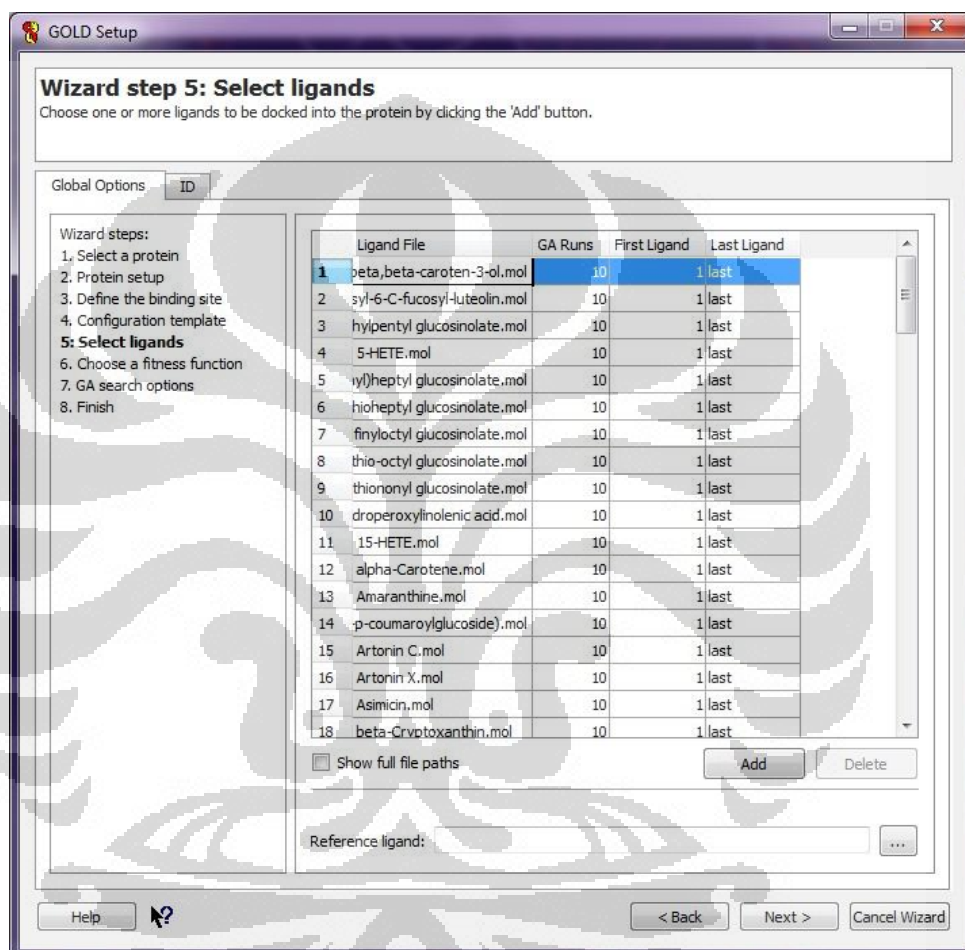 GOLD Setup
Wizard step 5: Select ligands
Choose one or more ligands to be docked into the protein by clicking the 'Add' button.
Global Options ID
Wizard steps:
1. Select a protein
2. Protein setup
3. Define the binding site
4. Configuration template
5: Select ligands
6. Choose a fitness function
7. GA search options
8. Finish
Ligand File GA Runs First Ligand Last Ligand
1 beta,beta-caroten-3-ol.mol 10 1 last
2 syl-6-C-fucosyl-luteolin.mol 10 1 last
3 hylpentyl glucosinolate.mol 10 1 last
4 5-HETE.mol 10 1 last
5 yl)heptyl glucosinolate.mol 10 1 last
6 hioheptyl glucosinolate.mol 10 1 last
7 finyloctyl glucosinolate.mol 10 1 last
8 thio-octyl glucosinolate.mol 10 1 last
9 thiononyl glucosinolate.mol 10 1 last
10 droperoxylinolenic acid.mol 10 1 last
11 15-HETE.mol 10 1 last
12 alpha-Carotene.mol 10 1 last
13 Amaranthine.mol 10 1 last
14 -p-coumaroylglucoside).mol 10 1 last
15 Artonin C.mol 10 1 last
16 Artonin X.mol 10 1 last
17 Asimicin.mol 10 1 last
18 beta-Cryptoxanthin.mol 10 1 last
Show full file paths Add Delete
Reference ligand: ...
Help ? < Back Next > Cancel Wizard